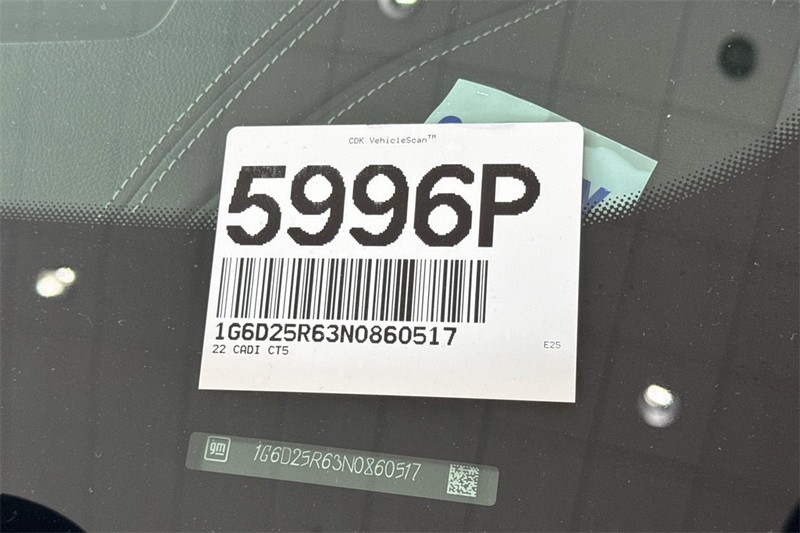 CDK VehicleScan™
5996P
1G6D25R63N0860517
22 CADI CT5
E25
gm
1G6D25R63N0860517